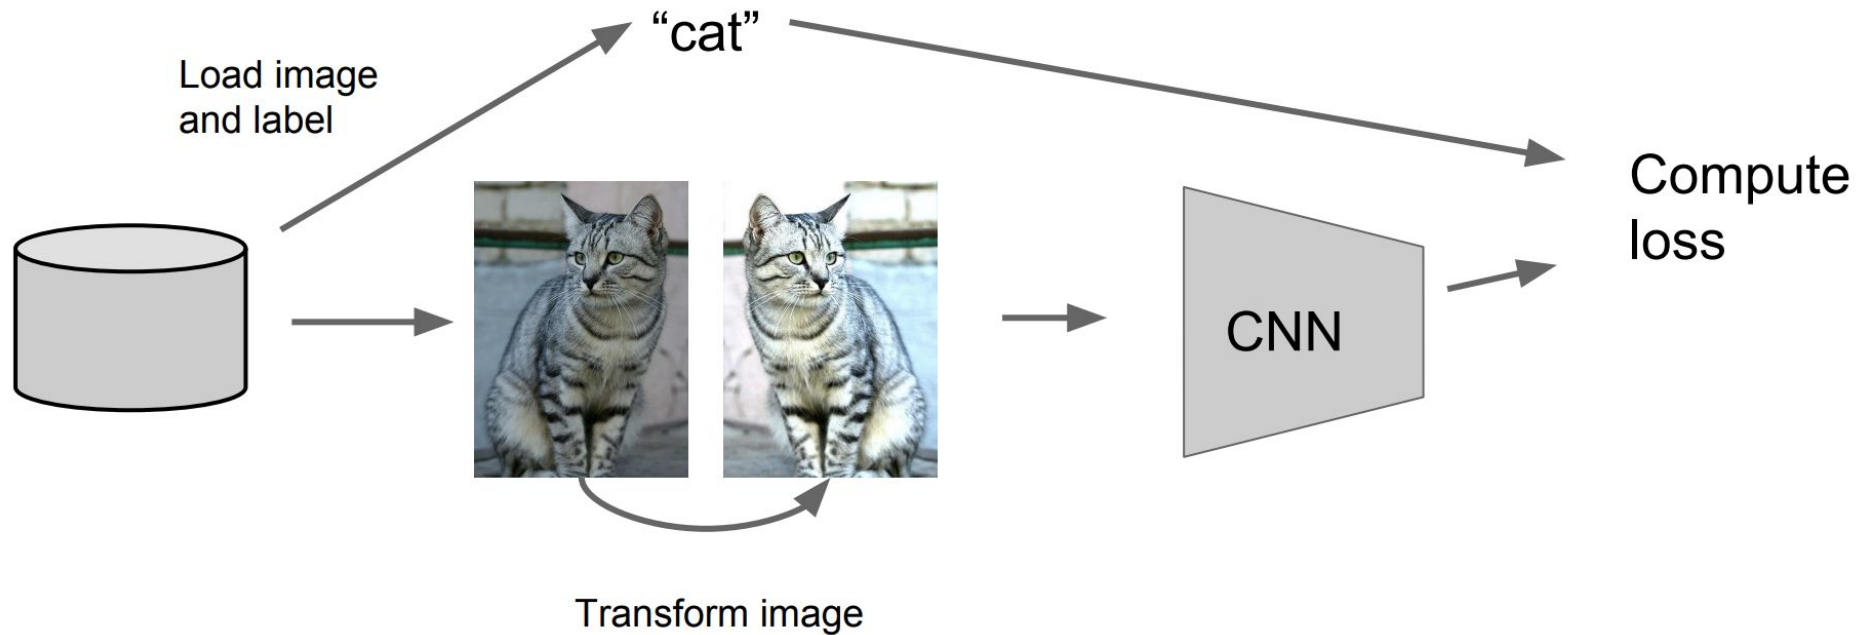 “cat”
Load image
and label
Compute
loss
CNN
Transform image